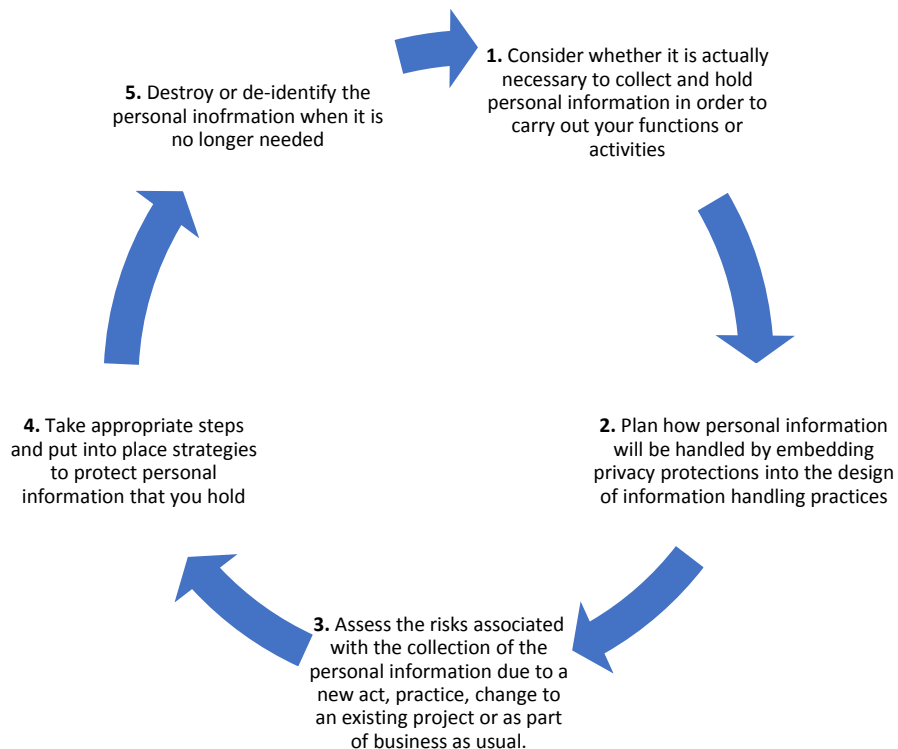 1. Consider whether it is actually
necessary to collect and hold
personal information in order to
carry out your functions or
activities
2. Plan how personal information
will be handled by embedding
privacy protections into the design
of information handling practices
3. Assess the risks associated
with the collection of the
personal information due to a
new act, practice, change to
an existing project or as part
of business as usual.
4. Take appropriate steps
and put into place strategies
to protect personal
information that you hold
5. Destroy or de-identify the
personal inofrmation when it is
no longer needed